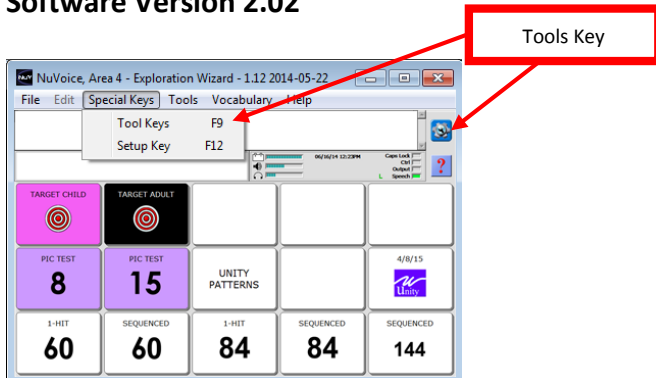 Software Version 2.02
Tools Key
NuVoice, Area 4 - Exploration Wizard - 1.12 2014-05-22
File Edit Special Keys Tools Vocabulary Help
Tool Keys F9
Setup Key F12
06/16/14 12:23PM
Caps Lock
Ctrl
Output
L Speech
?
TARGET CHILD TARGET ADULT
PIC TEST PIC TEST 4/8/15
8 15 UNITY
PATTERNS
Unity
1-HIT SEQUENCED 1-HIT SEQUENCED SEQUENCED
60 60 84 84 144